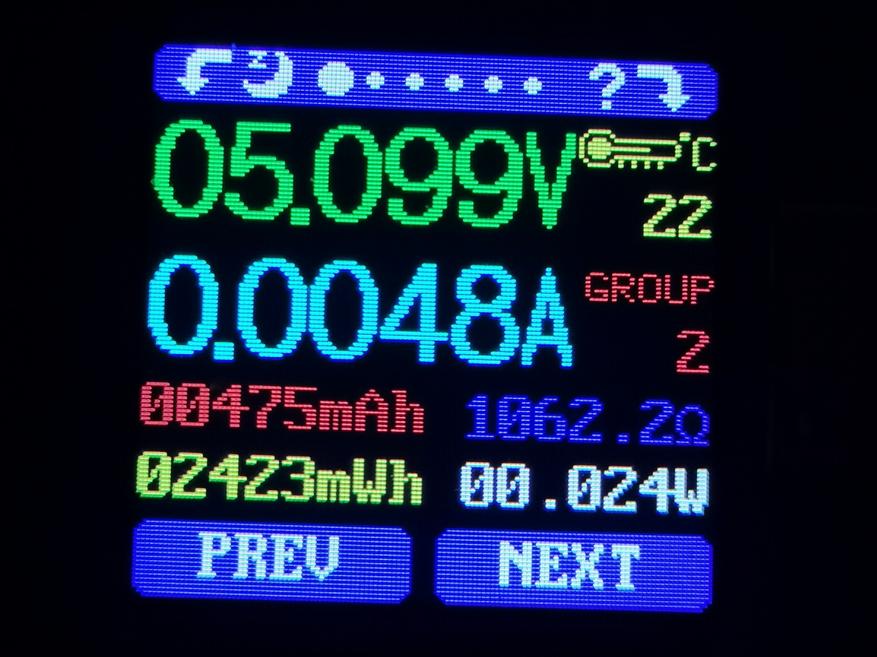 z ?
05.099V °C
22
0.0048A GROUP
2
00475mAh 1062.2Ω
02423mWh 00.024W
PREV NEXT